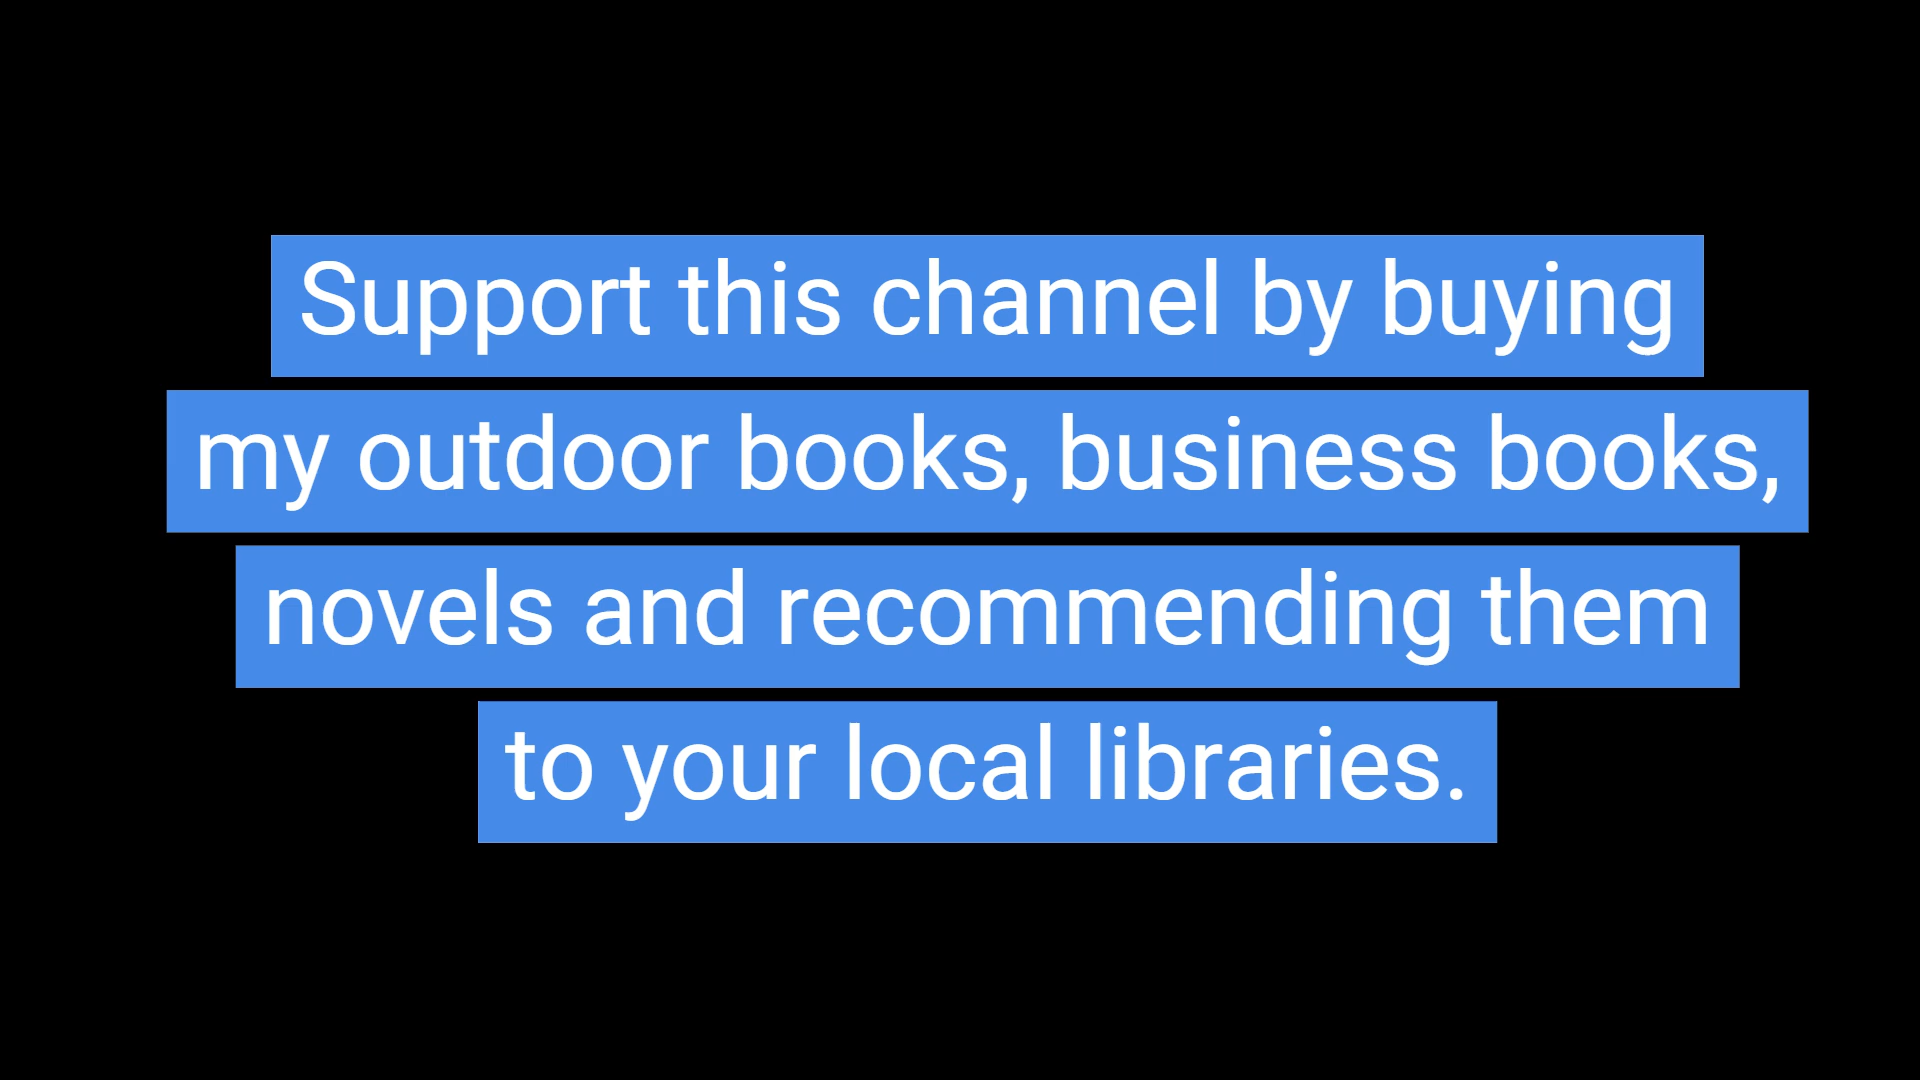 Support this channel by buying
my outdoor books, business books,
novels and recommending them
to your local libraries.